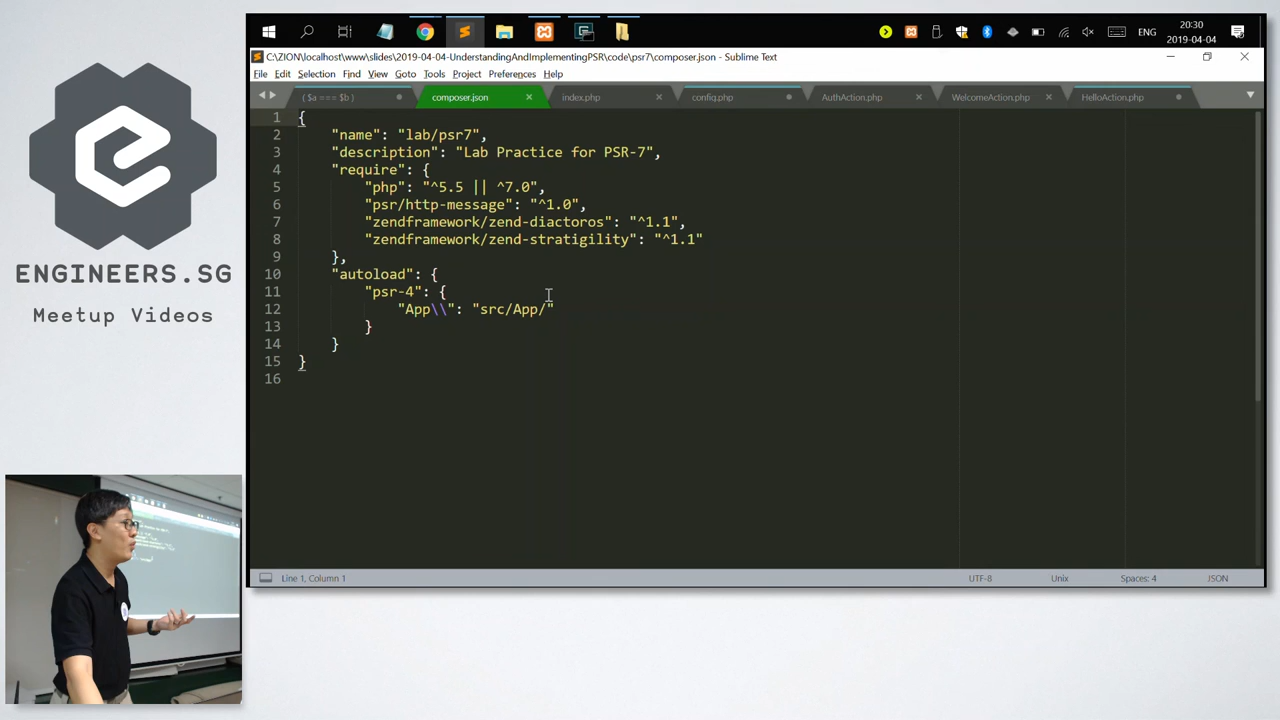 20:30
ENG
2019-04-04
C:\ZION\localhost\www\slides\2019-04-04-UnderstandingAndImplementingPSR\code\psr7\composer.json - Sublime Text
File Edit Selection Find View Goto Tools Project Preferences Help
( $a === $b )
composer.json
index.php
config.php
AuthAction.php
WelcomeAction.php
HelloAction.php
1 {
2 "name": "lab/psr7",
3 "description": "Lab Practice for PSR-7",
4 "require": {
5 "php": "^5.5 || ^7.0",
6 "psr/http-message": "^1.0",
7 "zendframework/zend-diactoros": "^1.1",
8 "zendframework/zend-stratigility": "^1.1"
9 },
10 "autoload": {
11 "psr-4": {
12 "App\\": "src/App/"
13 }
14 }
15 }
16
Line 1, Column 1
UTF-8
Unix
Spaces: 4
JSON
ENGINEERS.SG
Meetup Videos